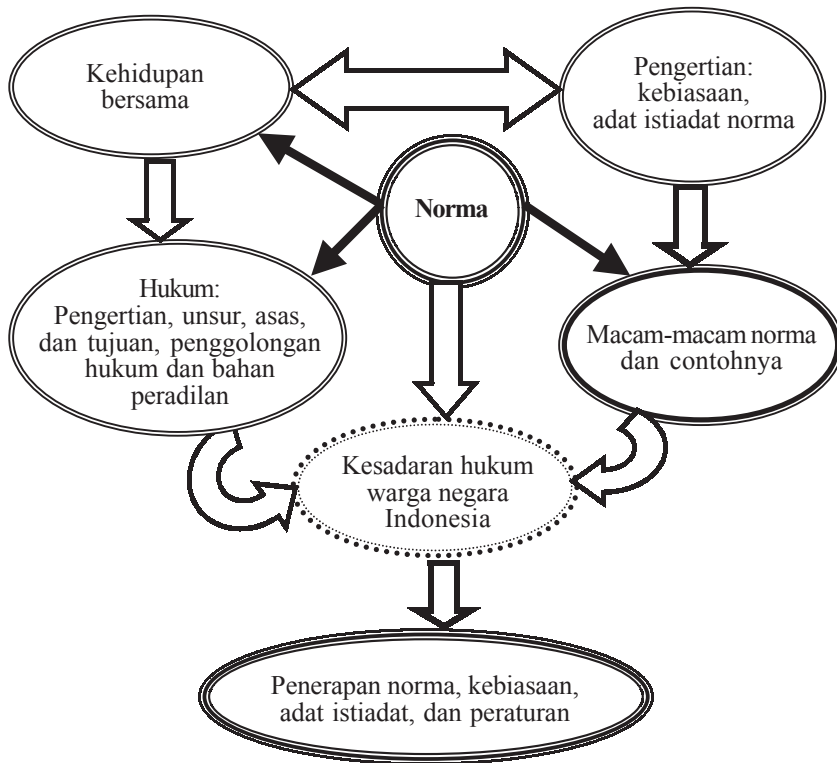 Kehidupan
bersama
Pengertian:
kebiasaan,
adat istiadat norma
Norma
Hukum:
Pengertian, unsur, asas,
dan tujuan, penggolongan
hukum dan bahan
peradilan
Macam-macam norma
dan contohnya
Kesadaran hukum
warga negara
Indonesia
Penerapan norma, kebiasaan,
adat istiadat, dan peraturan